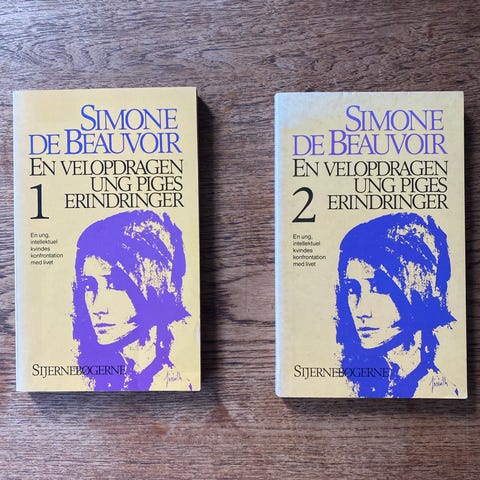 SIMONE
DE BEAUVOIR
EN VELOPDRAGEN
UNG PIGES
ERINDRINGER
1
En ung,
intellektuel
kvindes
konfrontation
med livet
STJERNEBØGERNE
SIMONE
DE BEAUVOIR
EN VELOPDRAGEN
UNG PIGES
ERINDRINGER
2
En ung,
intellektuel
kvindes
konfrontation
med livet
STJERNEBØGERNE